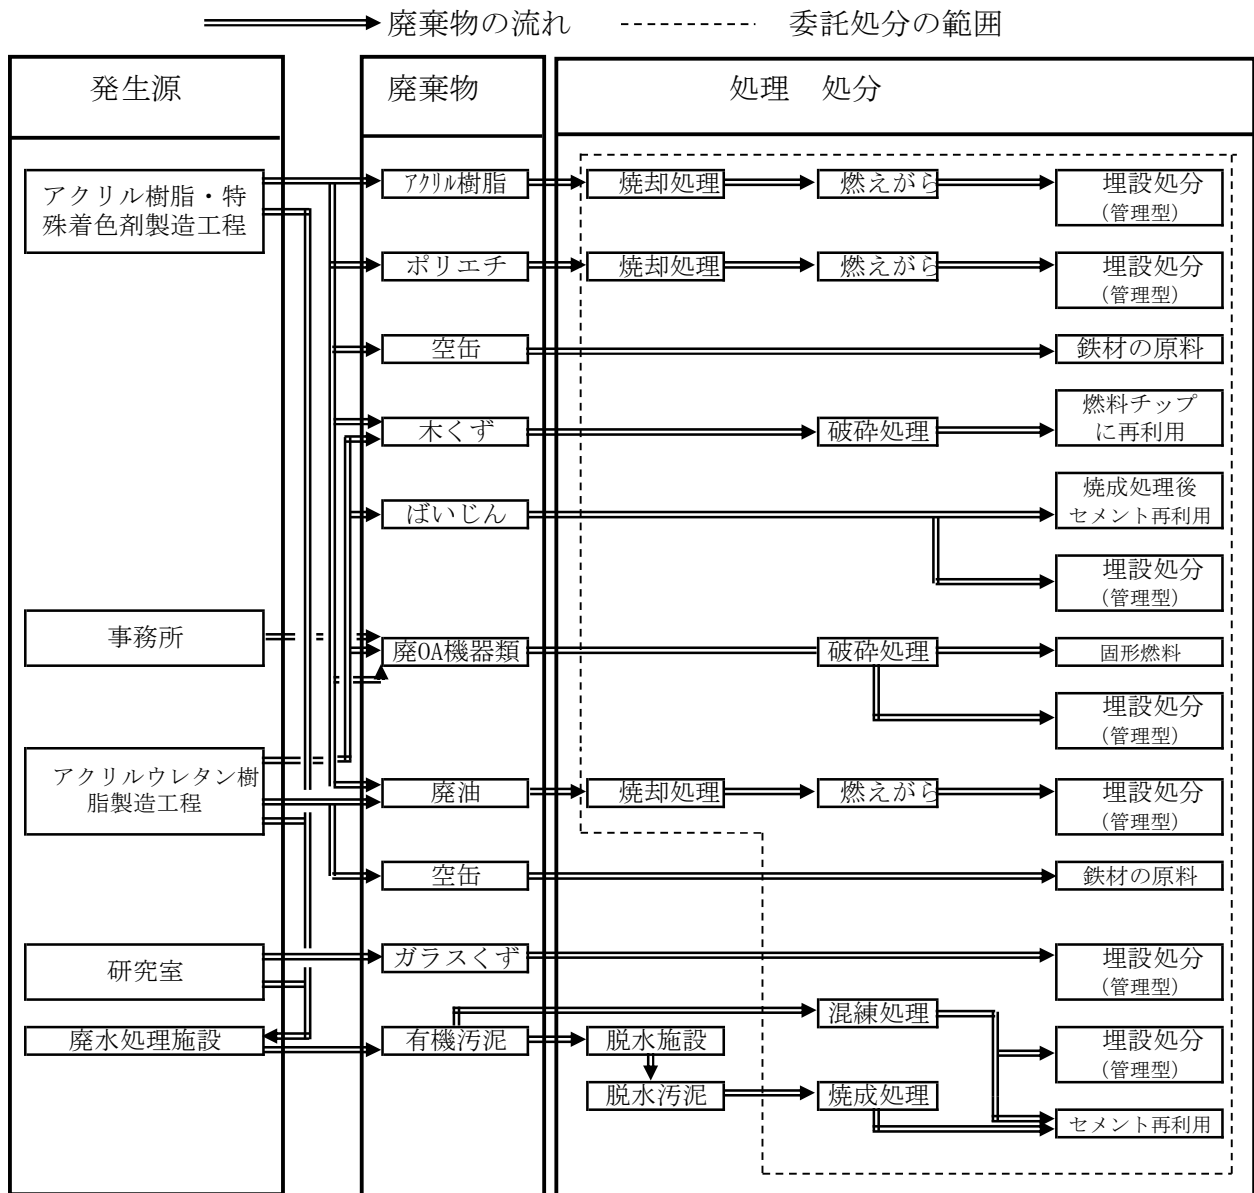 廃棄物の流れ
委託処分の範囲
発生源
廃棄物
処理 処分
アクリル樹脂・特
殊着色剤製造工程
アクリル樹脂
焼却処理
燃えがら
埋設処分
(管理型)
ポリエチ
焼却処理
燃えがら
埋設処分
(管理型)
空缶
鉄材の原料
木くず
破砕処理
燃料チップ
に再利用
ばいじん
焼成処理後
セメント再利用
埋設処分
(管理型)
事務所
廃OA機器類
破砕処理
固形燃料
埋設処分
(管理型)
アクリルウレタン樹
脂製造工程
廃油
焼却処理
燃えがら
埋設処分
(管理型)
空缶
鉄材の原料
研究室
ガラスくず
埋設処分
(管理型)
混練処理
廃水処理施設
有機汚泥
脱水施設
埋設処分
(管理型)
脱水汚泥
焼成処理
セメント再利用